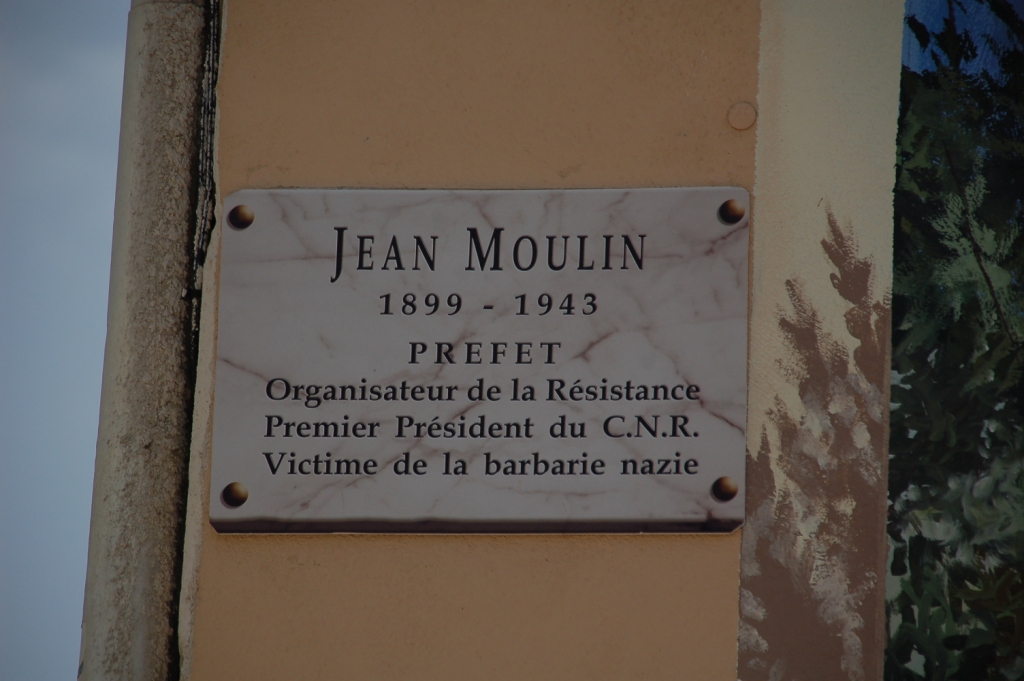 JEAN MOULIN
1899 - 1943
PREFET
Organisateur de la Résistance
Premier Président du C.N.R.
Victime de la barbarie nazie